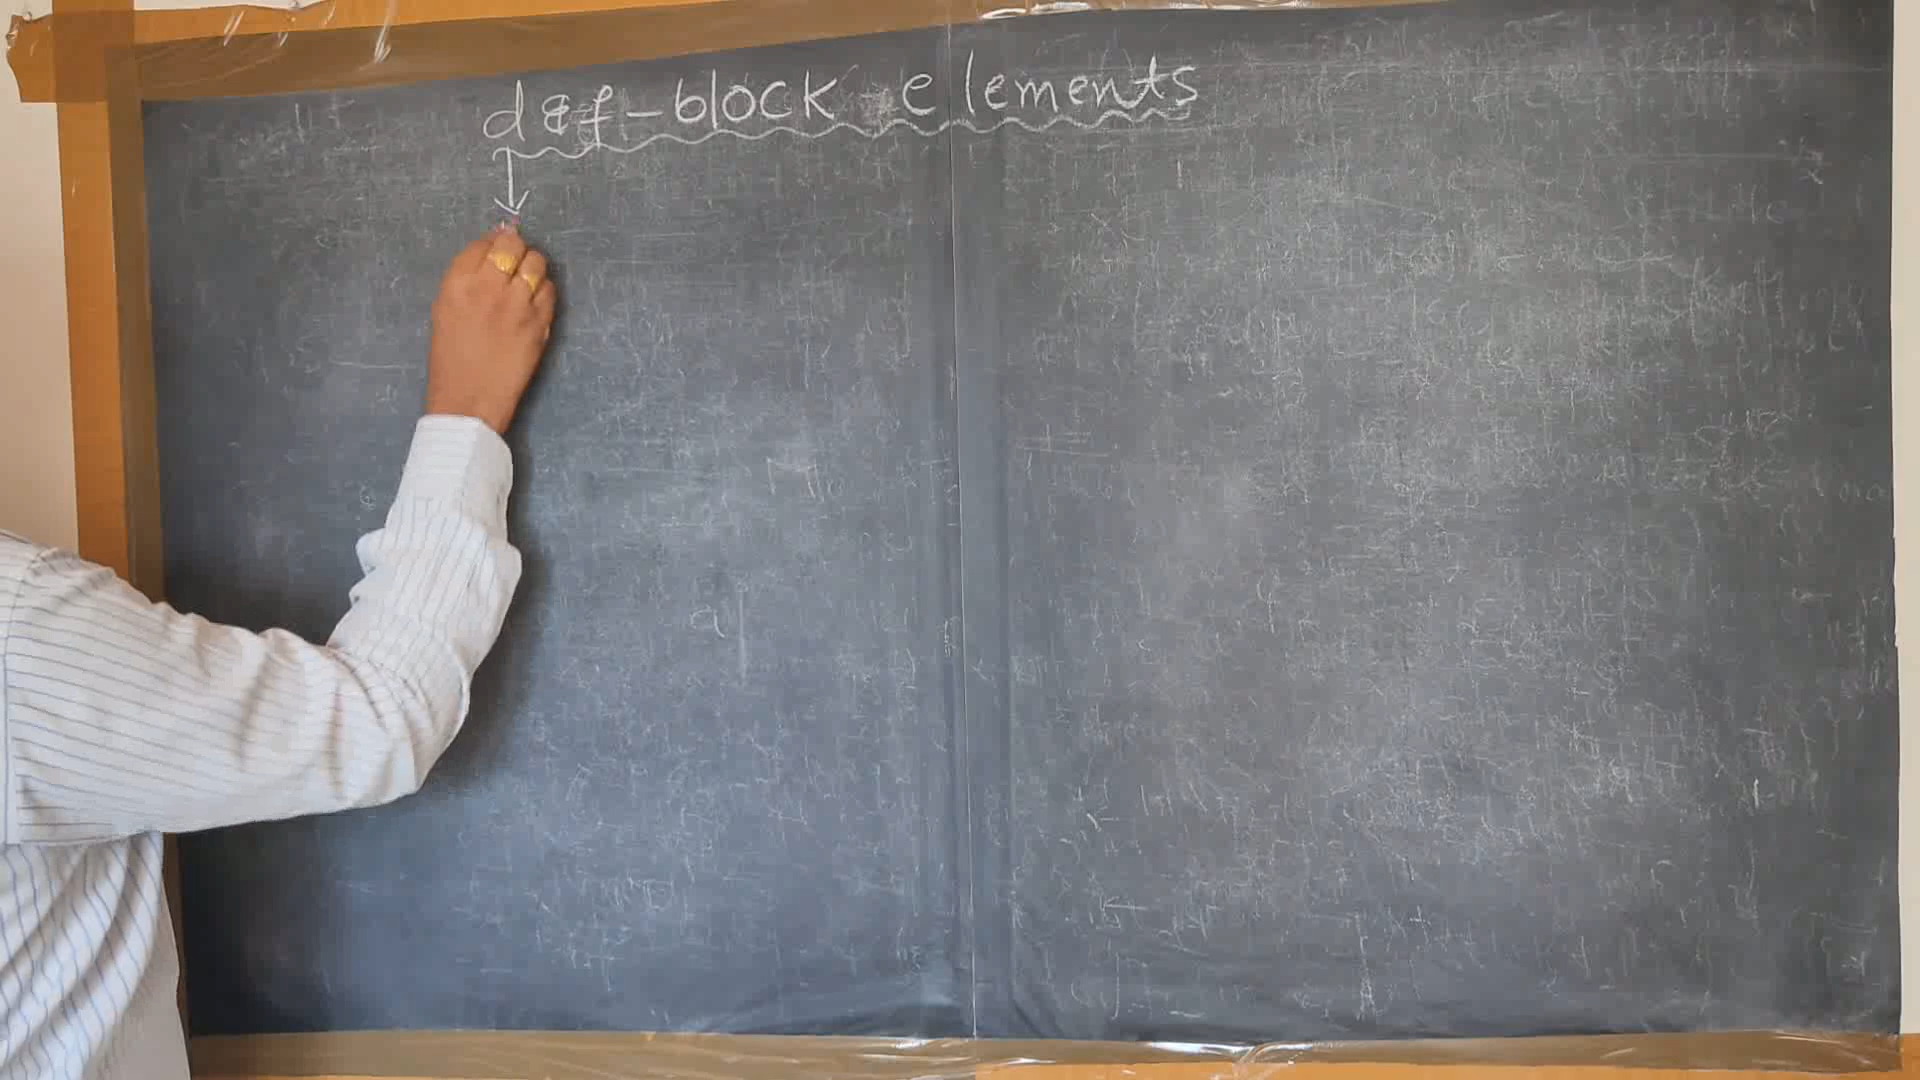 d & f - block elements